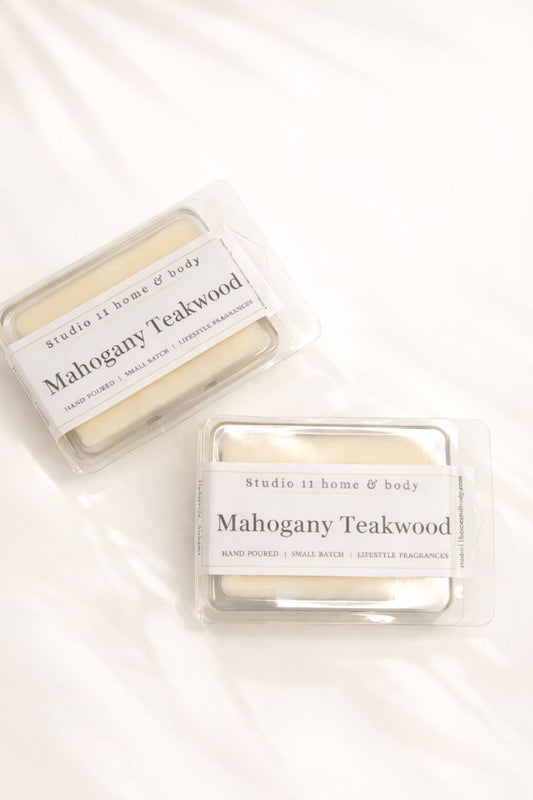 Studio 11 home & body
Mahogany Teakwood
HAND POURED | SMALL BATCH | LIFESTYLE FRAGRANCES
Studio 11 home & body
Mahogany Teakwood
HAND POURED | SMALL BATCH | LIFESTYLE FRAGRANCES